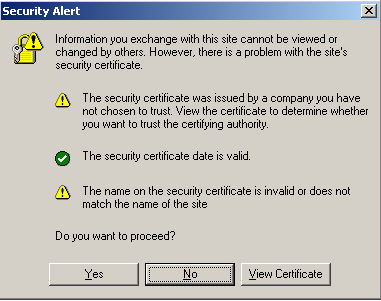 Security Alert
Information you exchange with this site cannot be viewed or
changed by others. However, there is a problem with the site's
security certificate.
The security certificate was issued by a company you have
not chosen to trust. View the certificate to determine whether
you want to trust the certifying authority.
The security certificate date is valid.
The name on the security certificate is invalid or does not
match the name of the site
Do you want to proceed?
Yes
No
View Certificate